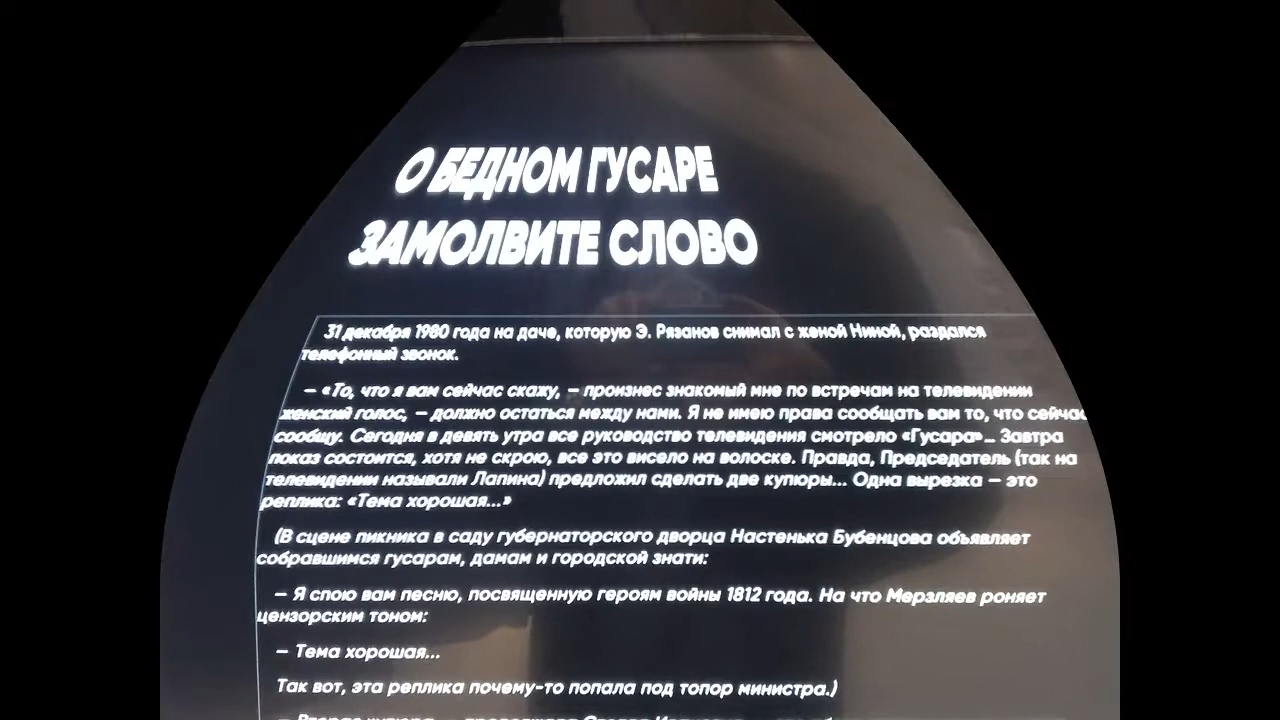 О БЕДНОМ ГУСАРЕ
ЗАМОЛВИТЕ СЛОВО
31 декабря 1980 года на даче, которую Э. Рязанов снимал с женой Ниной, раздался
телефонный звонок.
– «То, что я вам сейчас скажу, – произнес знакомый мне по встречам на телевидении
женский голос, – должно остаться между нами. Я не имею права сообщать вам то, что сейчас
сообщу. Сегодня в девять утра все руководство телевидения смотрело «Гусара»... Завтра
показ состоится, хотя не скрою, все это висело на волоске. Правда, Председатель (так на
телевидении называли Лапина) предложил сделать две купюры... Одна вырезка – это
реплика: «Тема хорошая...»
(В сцене пикника в саду губернаторского дворца Настенька Бубенцова объявляет
собравшимся гусарам, дамам и городской знати:
– Я спою вам песню, посвященную героям войны 1812 года. На что Мерзляев роняет
цензорским тоном:
– Тема хорошая...
Так вот, эта реплика почему-то попала под топор министра.)